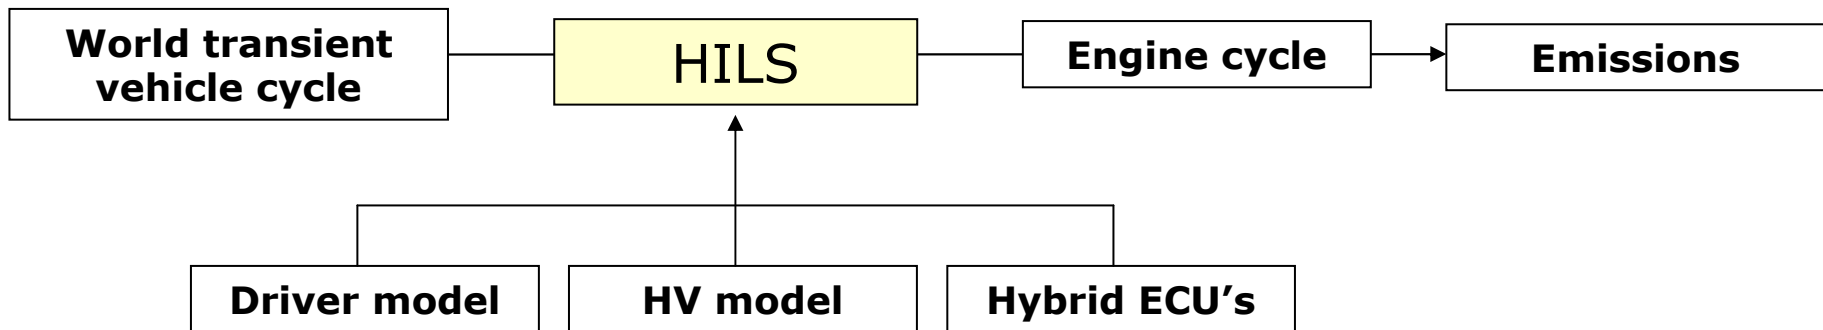 World transient
vehicle cycle
HILS
Engine cycle
Emissions
Driver model
HV model
Hybrid ECU’s